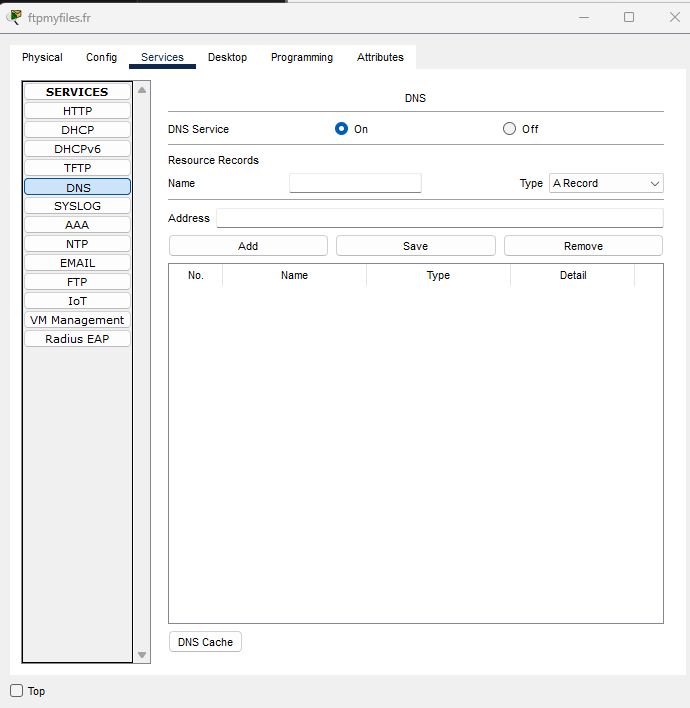 ftpmyfiles.fr
Physical Config Services Desktop Programming Attributes
SERVICES
HTTP
DHCP
DHCPv6
TFTP
DNS
SYSLOG
AAA
NTP
EMAIL
FTP
IoT
VM Management
Radius EAP
DNS
DNS Service On Off
Resource Records
Name Type A Record
Address
Add Save Remove
No. Name Type Detail
DNS Cache
Top